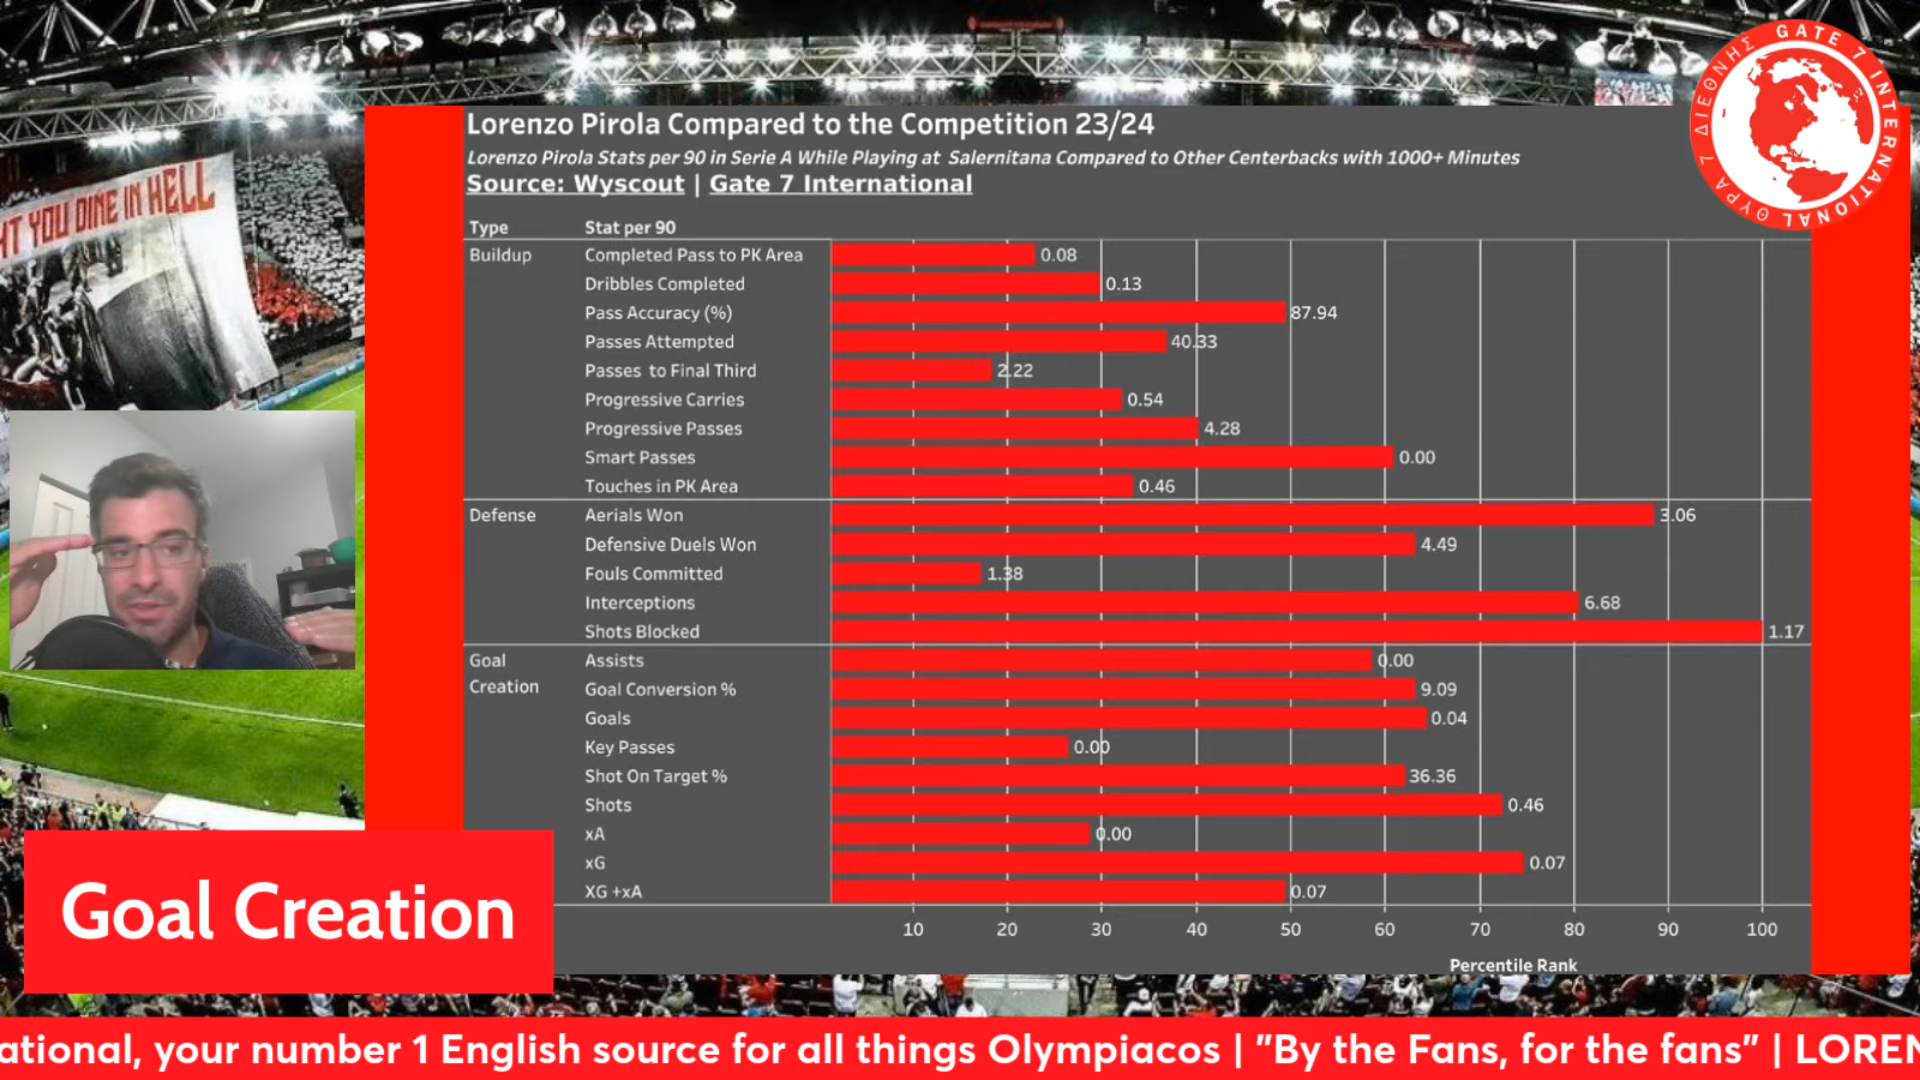 HT YOU DINE IN HELL
GATE 7 INTERNATIONAL
ΘΥΡΑ 7 ΔΙΕΘΝΗΣ
Lorenzo Pirola Compared to the Competition 23/24
Lorenzo Pirola Stats per 90 in Serie A While Playing at Salernitana Compared to Other Centerbacks with 1000+ Minutes
Source: Wyscout | Gate 7 International
Type Stat per 90
Buildup Completed Pass to PK Area 0.08
Dribbles Completed 0.13
Pass Accuracy (%) 87.94
Passes Attempted 40.33
Passes to Final Third 2.22
Progressive Carries 0.54
Progressive Passes 4.28
Smart Passes 0.00
Touches in PK Area 0.46
Defense Aerials Won 3.06
Defensive Duels Won 4.49
Fouls Committed 1.38
Interceptions 6.68
Shots Blocked 1.17
Goal Assists 0.00
Creation Goal Conversion % 9.09
Goals 0.04
Key Passes 0.00
Shot On Target % 36.36
Shots 0.46
xA 0.00
xG 0.07
XG +xA 0.07
10 20 30 40 50 60 70 80 90 100
Percentile Rank
Goal Creation
ational, your number 1 English source for all things Olympiacos | "By the Fans, for the fans" | LOREN